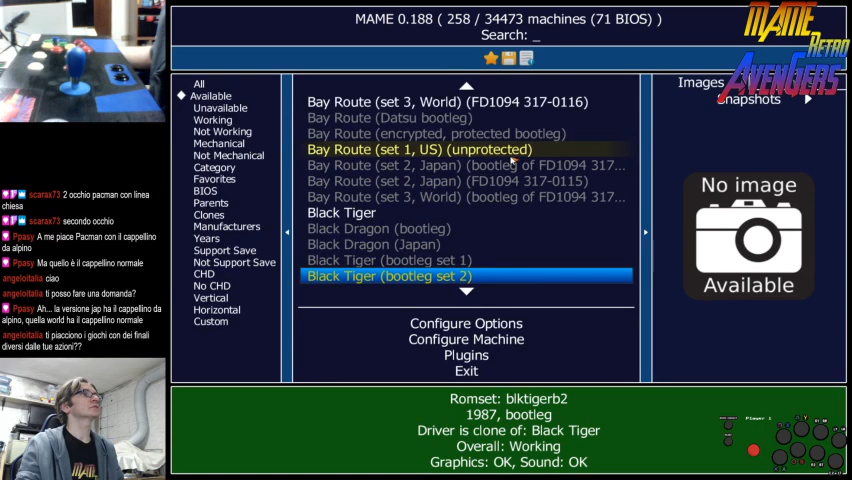 MAME 0.188 ( 258 / 34473 machines (71 BIOS) )
Search: _
MAME
RETRO
AVENGERS
All
Available
Unavailable
Working
Not Working
Mechanical
Not Mechanical
Category
Favorites
BIOS
Parents
Clones
Manufacturers
Years
Support Save
Not Support Save
CHD
No CHD
Vertical
Horizontal
Custom
Bay Route (set 3, World) (FD1094 317-0116)
Bay Route (Datsu bootleg)
Bay Route (encrypted, protected bootleg)
Bay Route (set 1, US) (unprotected)
Bay Route (set 2, Japan) (bootleg of FD1094 317...
Bay Route (set 2, Japan) (FD1094 317-0115)
Bay Route (set 3, World) (bootleg of FD1094 317...
Black Tiger
Black Dragon (bootleg)
Black Dragon (Japan)
Black Tiger (bootleg set 1)
Black Tiger (bootleg set 2)
Configure Options
Configure Machine
Plugins
Exit
Images
Snapshots
No image
Available
scarax73 2 occhio pacman con linea
chiesa
scarax73 secondo occhio
Ppasy A me piace Pacman con il cappellino
da alpino
Ppasy Ma quello è il cappellino normale
angeloitalia ciao
angeloitalia ti posso fare una domanda?
Ppasy Ah... la versione jap ha il cappellino da
alpino, quella world ha il cappellino normale
angeloitalia ti piacciono i giochi con dei finali
diversi dalle tue azioni??
MAME
Romset: blktigerb2
1987, bootleg
Driver is clone of: Black Tiger
Overall: Working
Graphics: OK, Sound: OK
Player 1